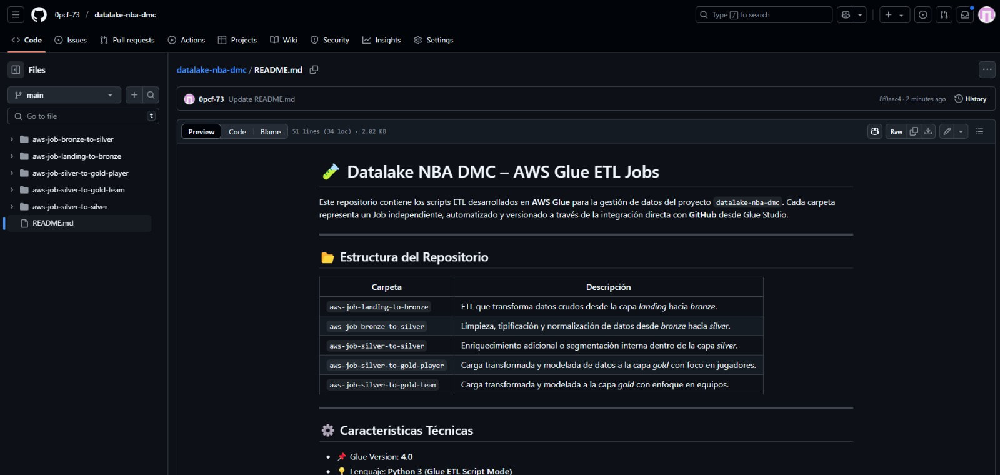 0pcf-73 / datalake-nba-dmc
Type / to search
Code Issues Pull requests Actions Projects Wiki Security Insights Settings
Files
main
Go to file
t
aws-job-bronze-to-silver
aws-job-landing-to-bronze
aws-job-silver-to-gold-player
aws-job-silver-to-gold-team
aws-job-silver-to-silver
README.md
datalake-nba-dmc / README.md
0pcf-73 Update README.md
8f0aac4 · 2 minutes ago History
Preview Code Blame 51 lines (34 loc) · 2.02 KB
Raw
Datalake NBA DMC – AWS Glue ETL Jobs
Este repositorio contiene los scripts ETL desarrollados en AWS Glue para la gestión de datos del proyecto datalake-nba-dmc. Cada carpeta
representa un Job independiente, automatizado y versionado a través de la integración directa con GitHub desde Glue Studio.
Estructura del Repositorio
Carpeta Descripción
aws-job-landing-to-bronze ETL que transforma datos crudos desde la capa landing hacia bronze.
aws-job-bronze-to-silver Limpieza, tipificación y normalización de datos desde bronze hacia silver.
aws-job-silver-to-silver Enriquecimiento adicional o segmentación interna dentro de la capa silver.
aws-job-silver-to-gold-player Carga transformada y modelada de datos a la capa gold con foco en jugadores.
aws-job-silver-to-gold-team Carga transformada y modelada a la capa gold con enfoque en equipos.
Características Técnicas
Glue Version: 4.0
Lenguaje: Python 3 (Glue ETL Script Mode)